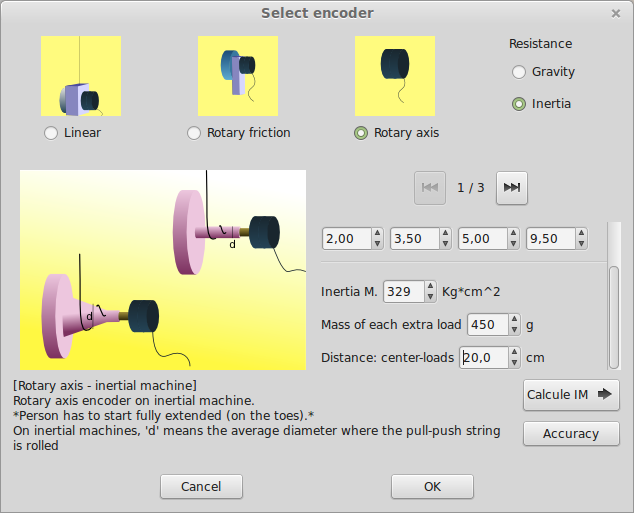 Select encoder
Resistance
Gravity
Inertia
Linear
Rotary friction
Rotary axis
1 / 3
d
d
2,00 3,50 5,00 9,50
Inertia M. 329 Kg*cm^2
Mass of each extra load 450 g
Distance: center-loads 20,0 cm
[Rotary axis - inertial machine]
Rotary axis encoder on inertial machine.
*Person has to start fully extended (on the toes).*
On inertial machines, 'd' means the average diameter where the pull-push string
is rolled
Calcule IM
Accuracy
Cancel
OK